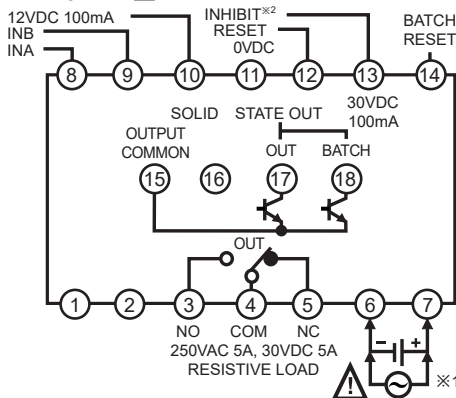 12VDC 100mA
INB
INA
INHIBIT※2
RESET
0VDC
BATCH
RESET
8 9 10 11 12 13 14
30VDC
100mA
SOLID STATE OUT
OUTPUT
COMMON
OUT BATCH
15 16 17 18
OUT
1 2 3 4 5 6 7
NO COM NC
250VAC 5A, 30VDC 5A
RESISTIVE LOAD
- +
※1